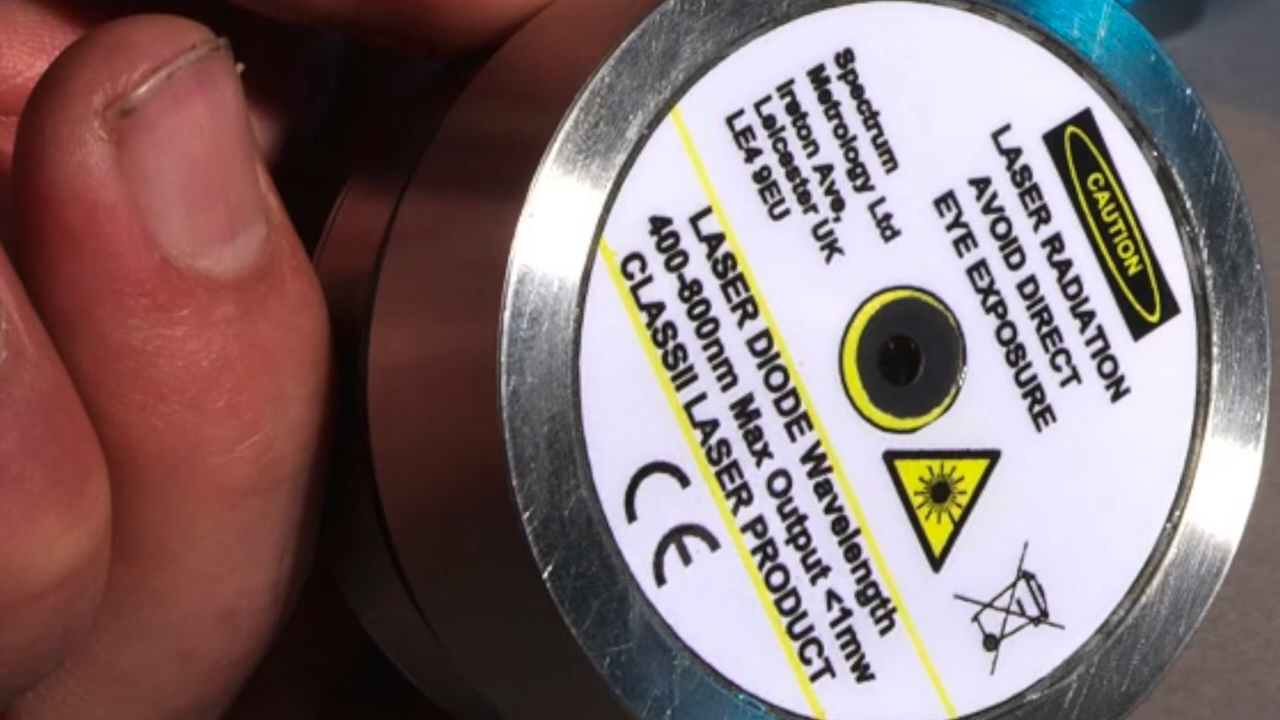 CAUTION
LASER RADIATION
AVOID DIRECT
EYE EXPOSURE
Spectrum
Metrology Ltd
Ireton Ave,
Leicester UK
LE4 9EU
LASER DIODE Wavelength
400-800nm Max Output <1mw
CLASSII LASER PRODUCT
CE